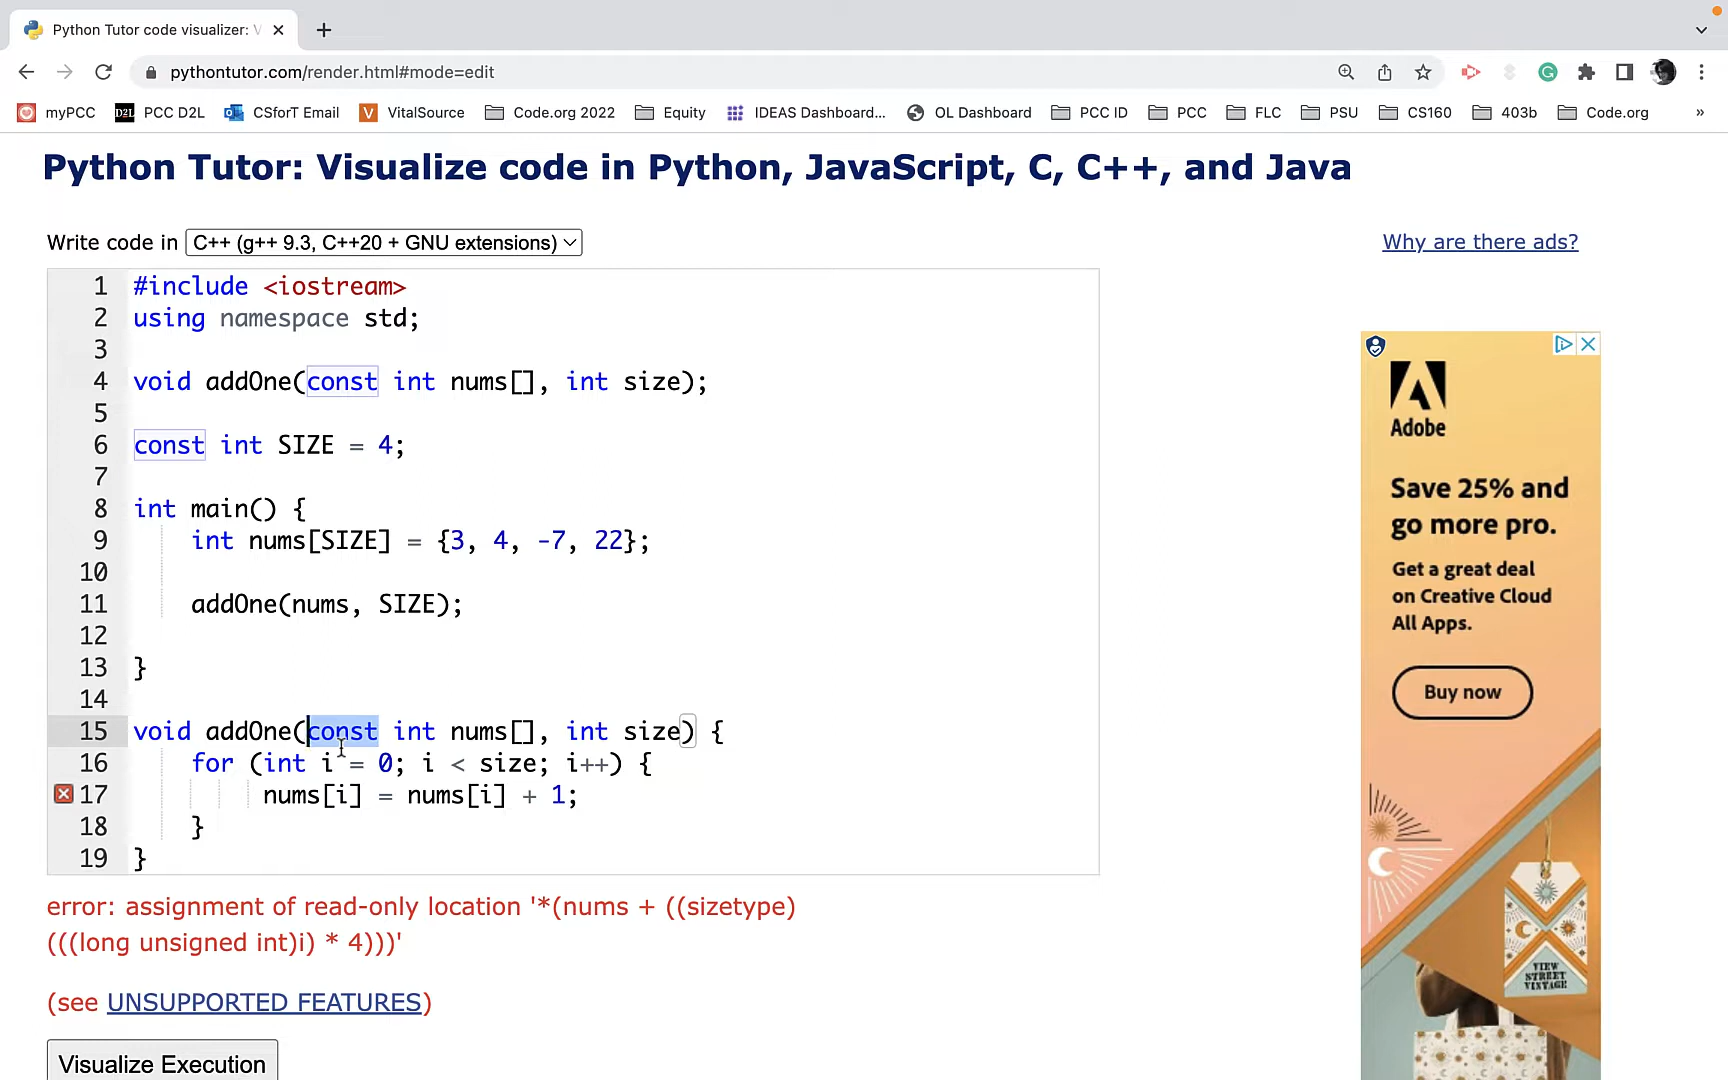 Python Tutor code visualizer: V
pythontutor.com/render.html#mode=edit
myPCC PCC D2L CSforT Email VitalSource Code.org 2022 Equity IDEAS Dashboard... OL Dashboard PCC ID PCC FLC PSU CS160 403b Code.org »
Python Tutor: Visualize code in Python, JavaScript, C, C++, and Java
Write code in C++ (g++ 9.3, C++20 + GNU extensions)
Why are there ads?
1 #include <iostream>
2 using namespace std;
3
4 void addOne(const int nums[], int size);
5
6 const int SIZE = 4;
7
8 int main() {
9 int nums[SIZE] = {3, 4, -7, 22};
10
11 addOne(nums, SIZE);
12
13 }
14
15 void addOne(const int nums[], int size) {
16 for (int i = 0; i < size; i++) {
17 nums[i] = nums[i] + 1;
18 }
19 }
error: assignment of read-only location '*(nums + ((sizetype)
(((long unsigned int)i) * 4)))'
(see UNSUPPORTED FEATURES)
Visualize Execution
Adobe
Save 25% and
go more pro.
Get a great deal
on Creative Cloud
All Apps.
Buy now
VIEW
STREET
VINTAGE